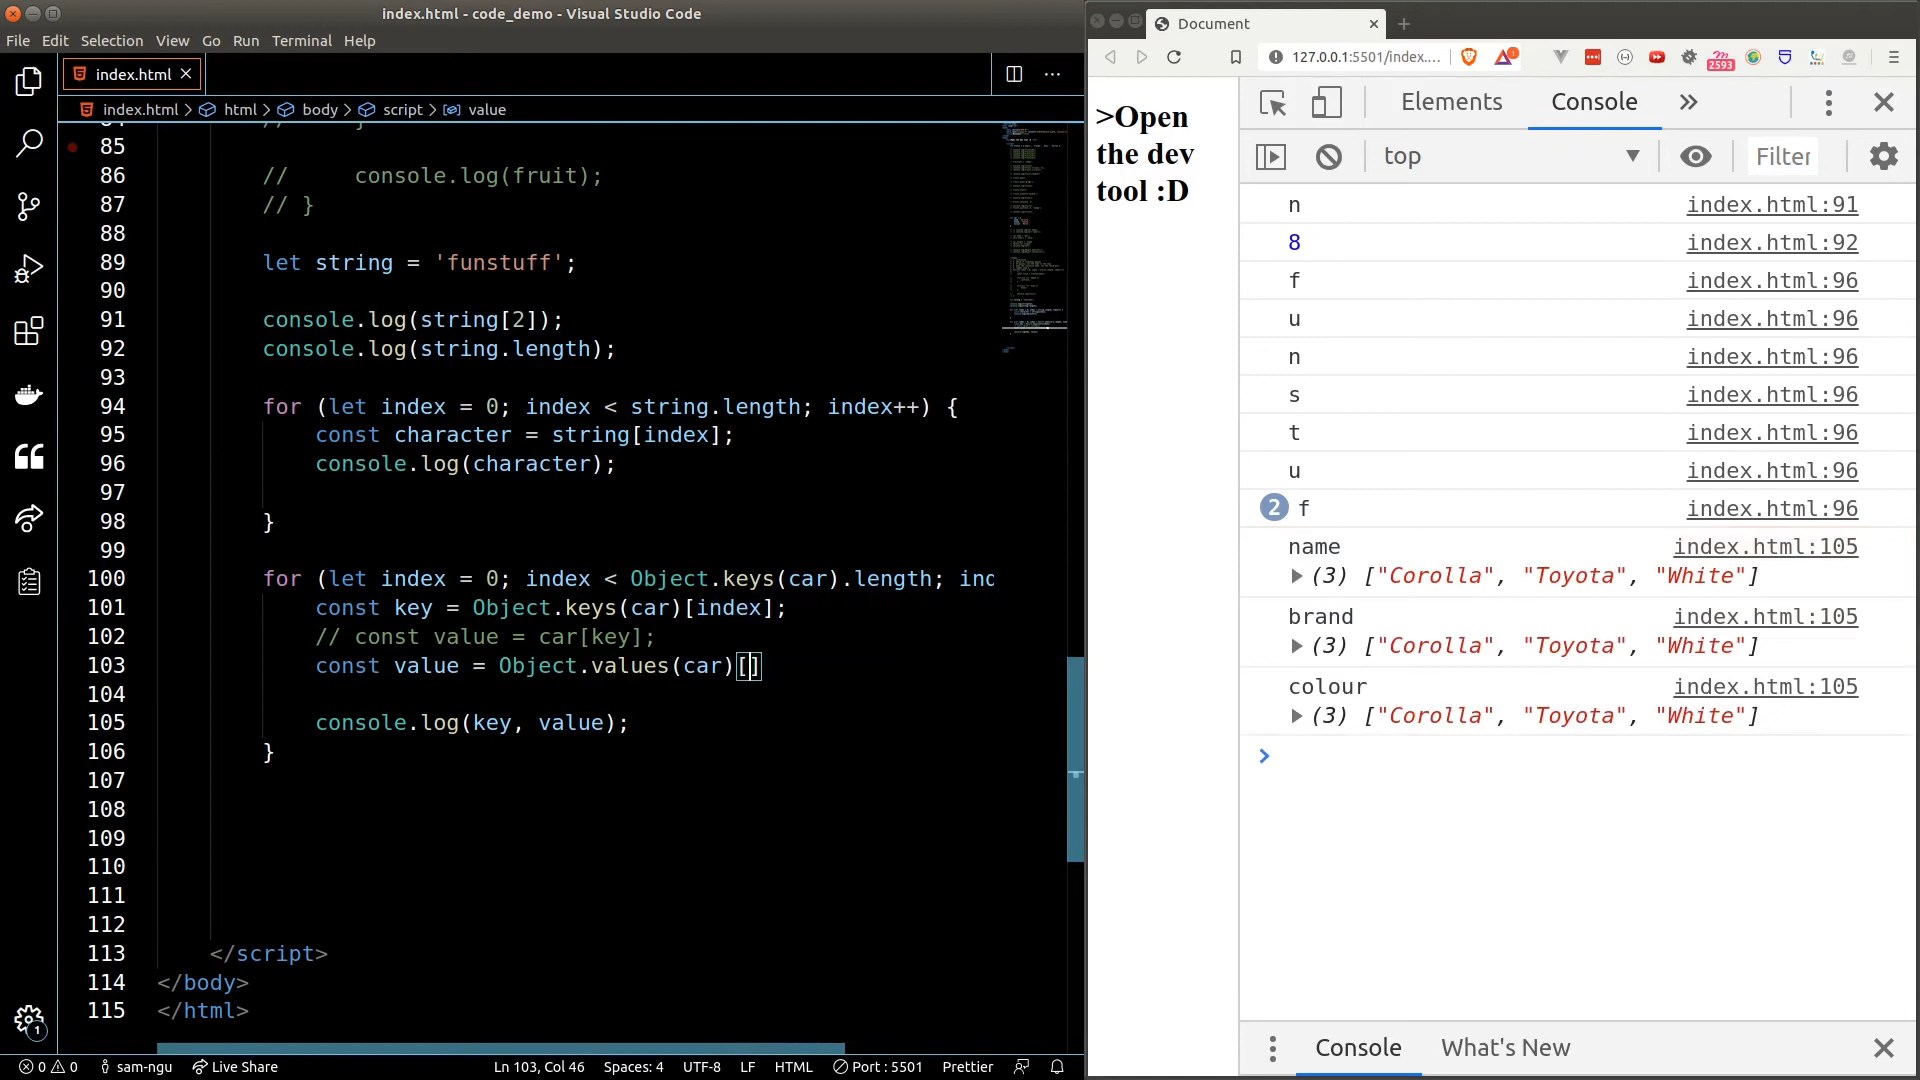 index.html - code_demo - Visual Studio Code
File Edit Selection View Go Run Terminal Help
index.html
index.html > html > body > script > value
85
86 // console.log(fruit);
87 // }
88
89 let string = 'funstuff';
90
91 console.log(string[2]);
92 console.log(string.length);
93
94 for (let index = 0; index < string.length; index++) {
95 const character = string[index];
96 console.log(character);
97
98 }
99
100 for (let index = 0; index < Object.keys(car).length; ind
101 const key = Object.keys(car)[index];
102 // const value = car[key];
103 const value = Object.values(car)[]
104
105 console.log(key, value);
106 }
107
108
109
110
111
112
113 </script>
114 </body>
115 </html>
1
0 0 sam-ngu Live Share Ln 103, Col 46 Spaces: 4 UTF-8 LF HTML Port : 5501 Prettier
Document
127.0.0.1:5501/index.... 1 2593
>Open
the dev
tool :D
Elements Console »
top Filter
n index.html:91
8 index.html:92
f index.html:96
u index.html:96
n index.html:96
s index.html:96
t index.html:96
u index.html:96
2 f index.html:96
name index.html:105
(3) ["Corolla", "Toyota", "White"]
brand index.html:105
(3) ["Corolla", "Toyota", "White"]
colour index.html:105
(3) ["Corolla", "Toyota", "White"]
>
Console What's New